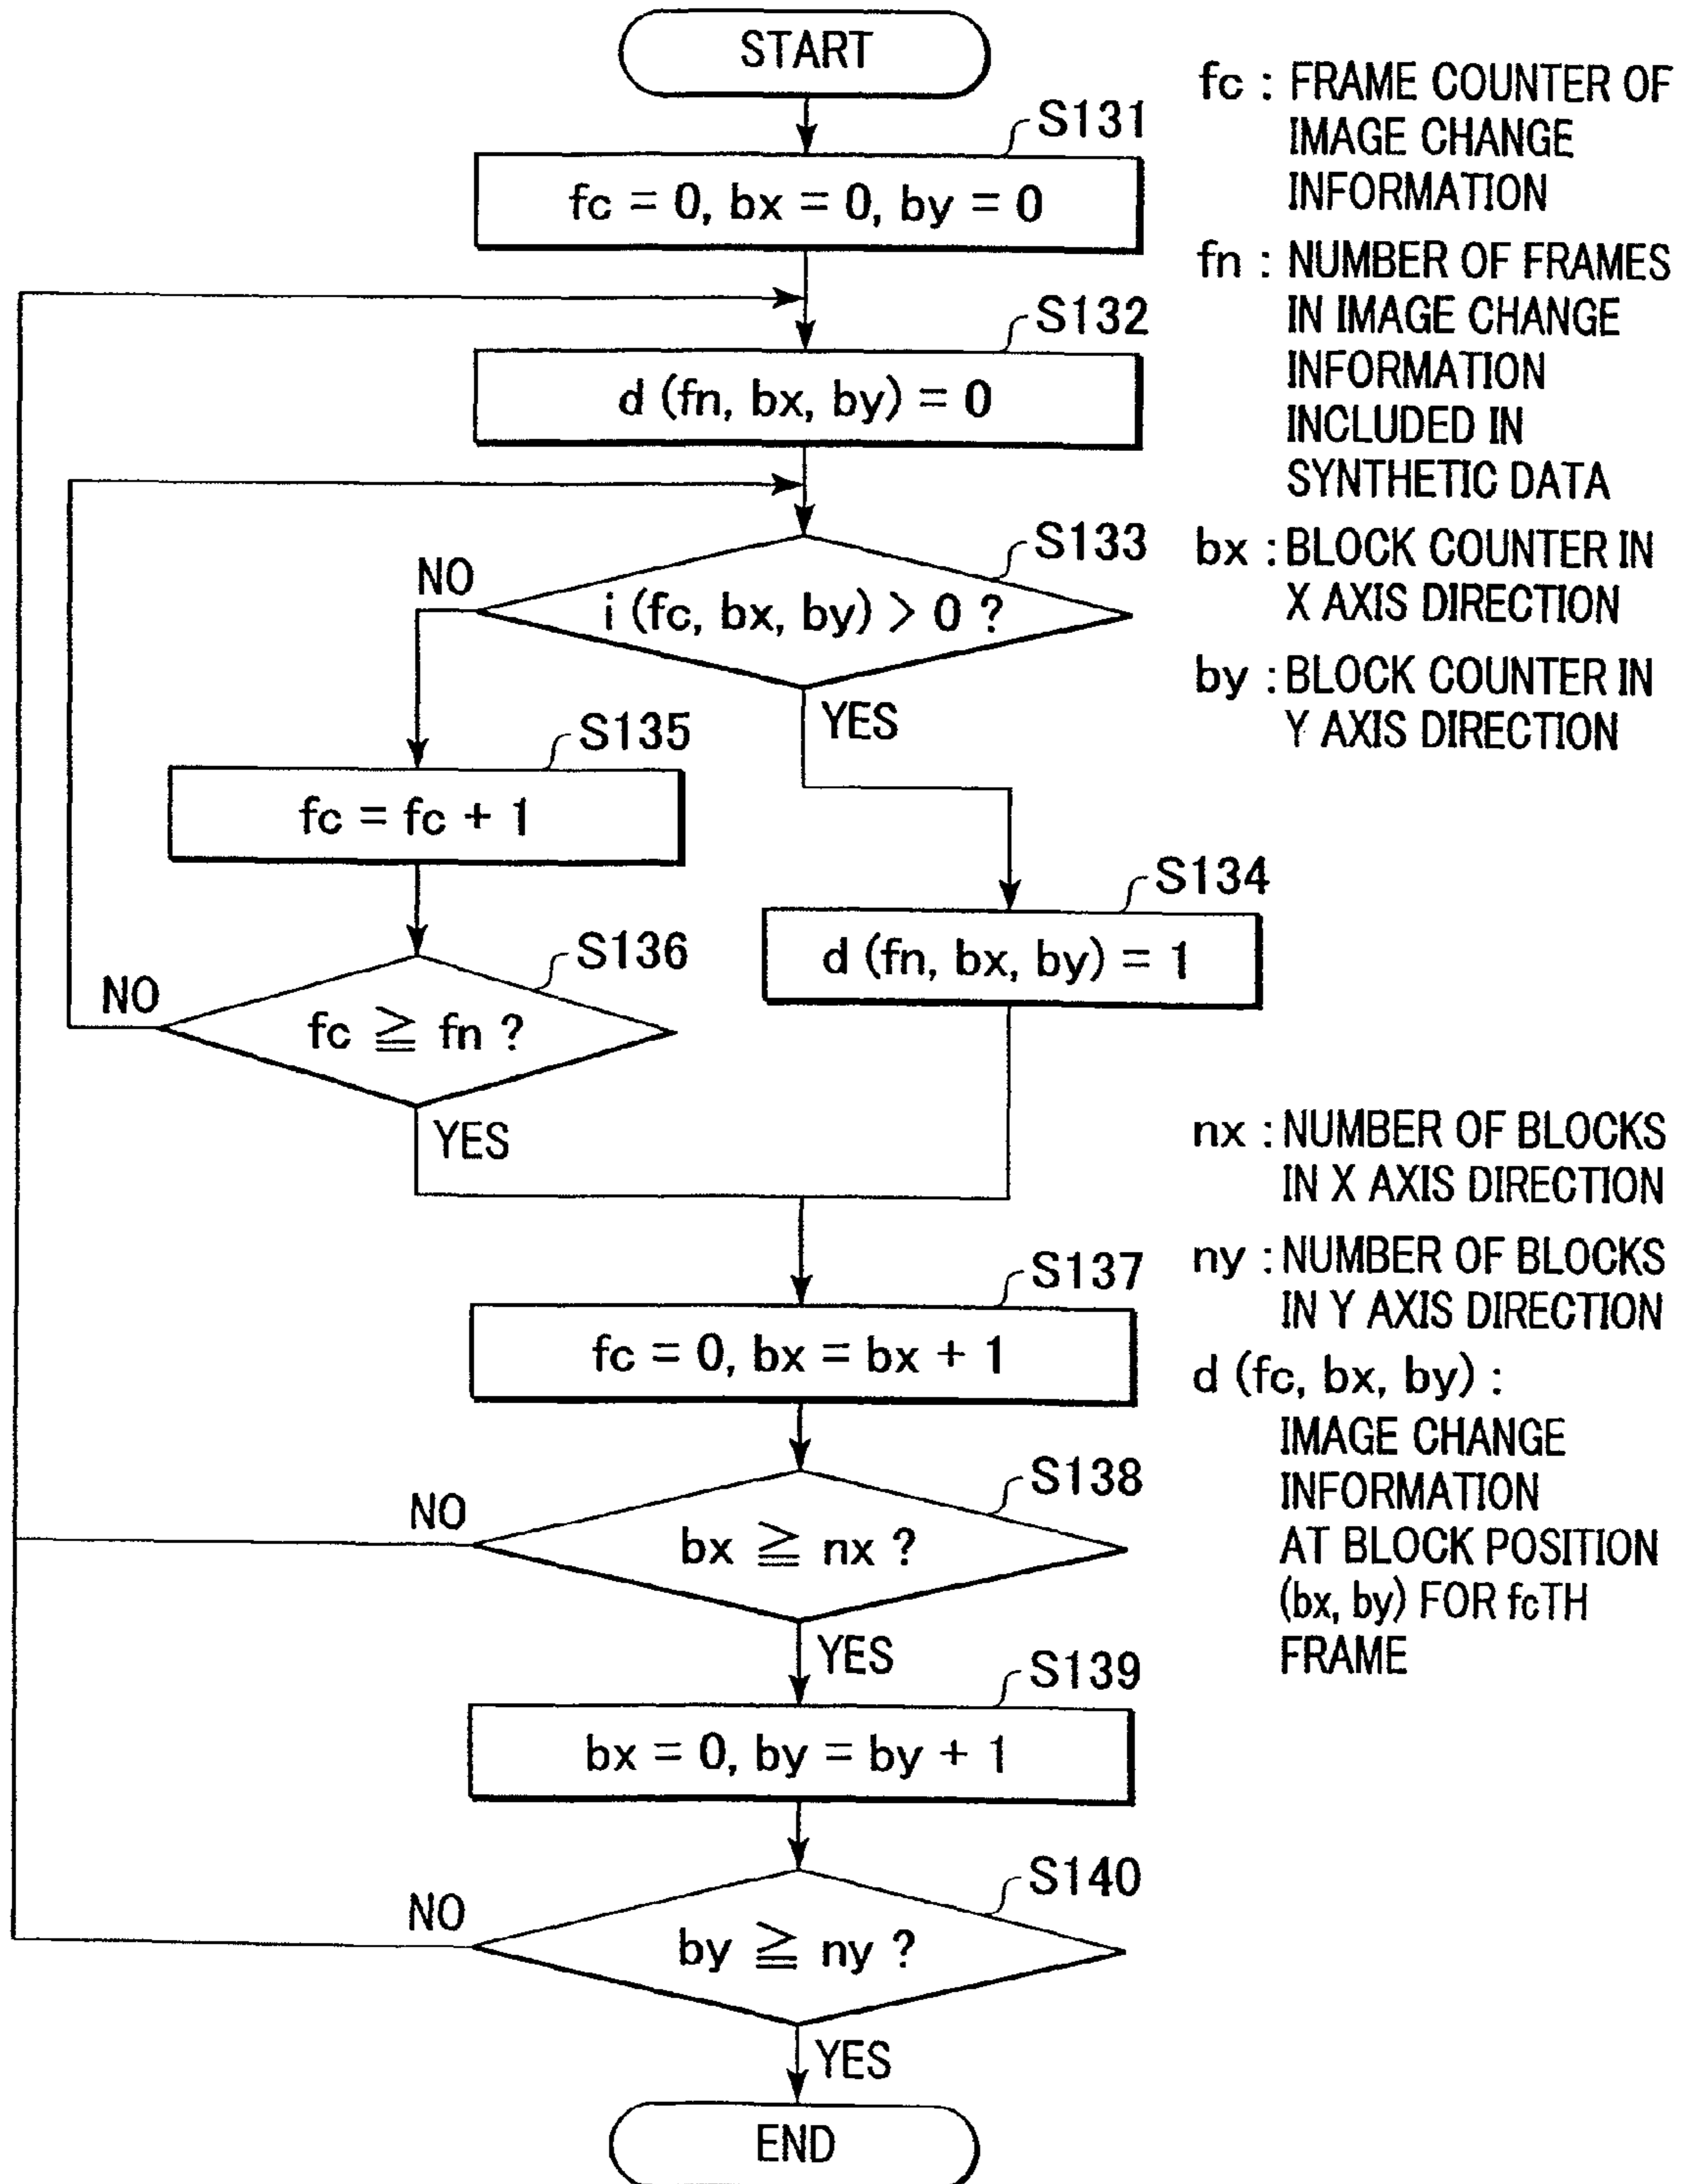 START
S131
fc = 0, bx = 0, by = 0
S132
d (fn, bx, by) = 0
S133
NO
i (fc, bx, by) > 0 ?
YES
S135
fc = fc + 1
S134
d (fn, bx, by) = 1
S136
NO
fc ≧ fn ?
YES
S137
fc = 0, bx = bx + 1
S138
NO
bx ≧ nx ?
YES
S139
bx = 0, by = by + 1
S140
NO
by ≧ ny ?
YES
END
fc : FRAME COUNTER OF
IMAGE CHANGE
INFORMATION
fn : NUMBER OF FRAMES
IN IMAGE CHANGE
INFORMATION
INCLUDED IN
SYNTHETIC DATA
bx : BLOCK COUNTER IN
X AXIS DIRECTION
by : BLOCK COUNTER IN
Y AXIS DIRECTION
nx : NUMBER OF BLOCKS
IN X AXIS DIRECTION
ny : NUMBER OF BLOCKS
IN Y AXIS DIRECTION
d (fc, bx, by) :
IMAGE CHANGE
INFORMATION
AT BLOCK POSITION
(bx, by) FOR fcTH
FRAME